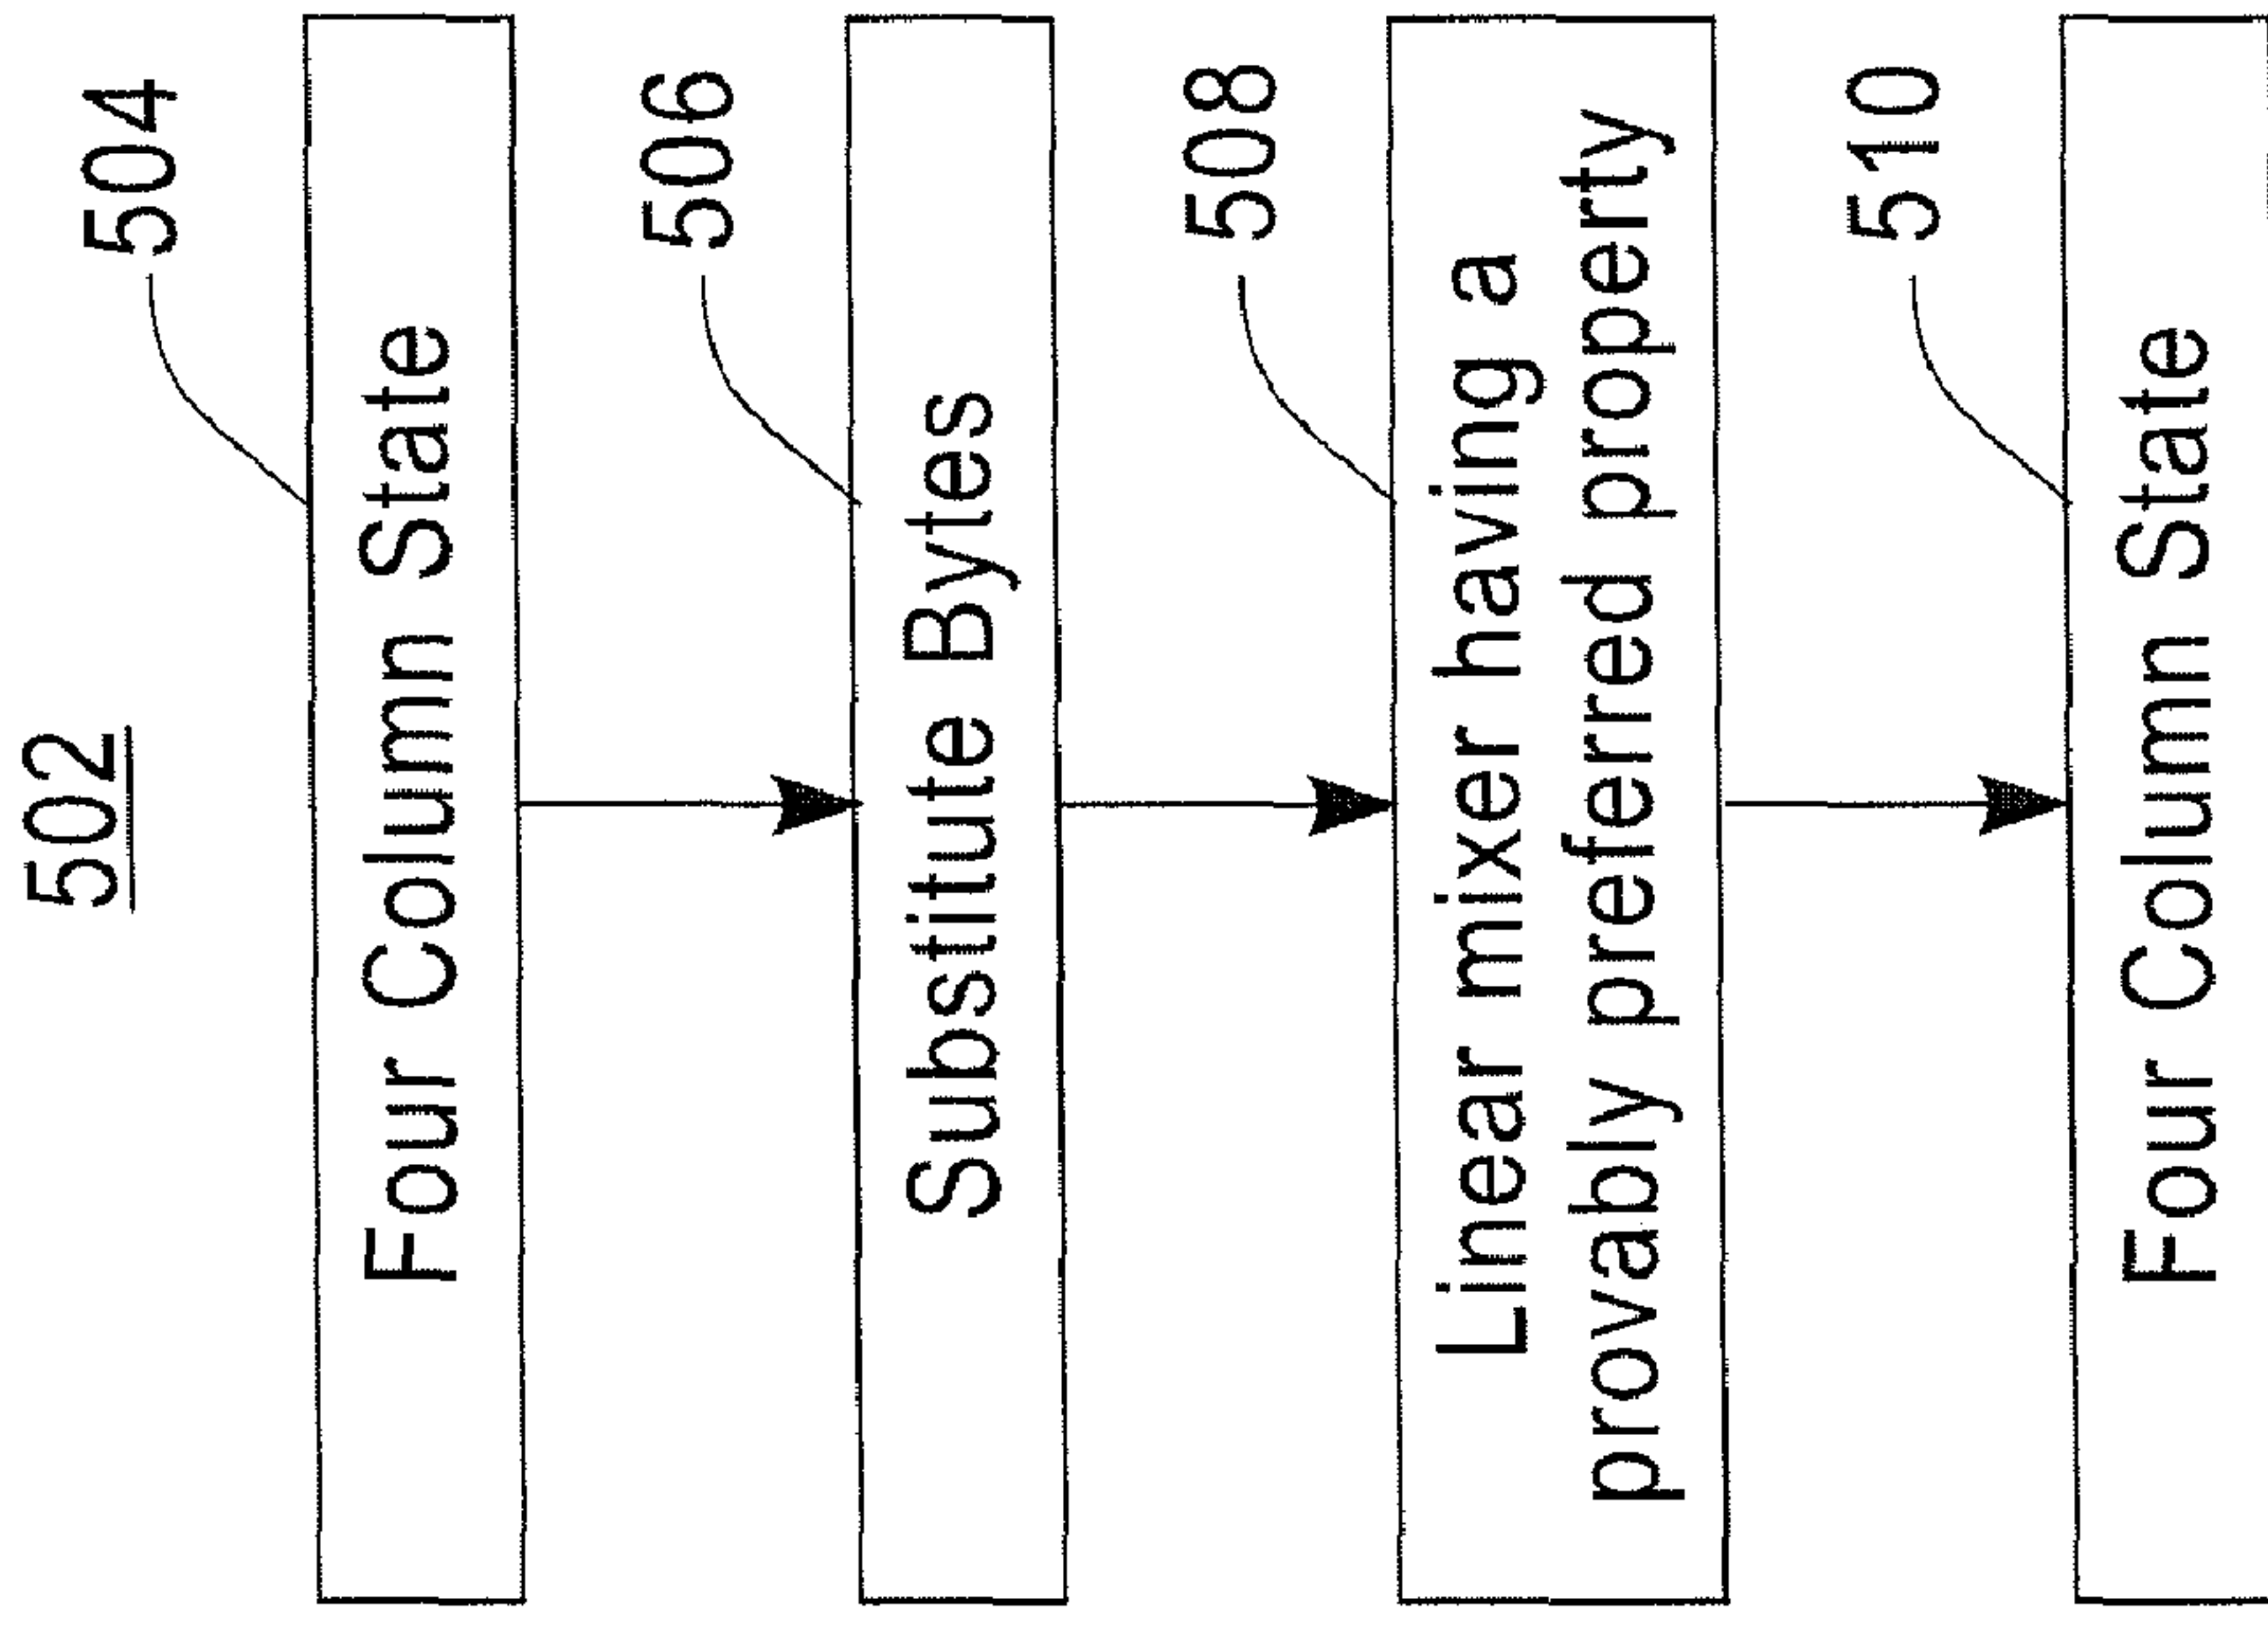 502
504
Four Column State
506
Substitute Bytes
508
Linear mixer having a
provably preferred property
510
Four Column State